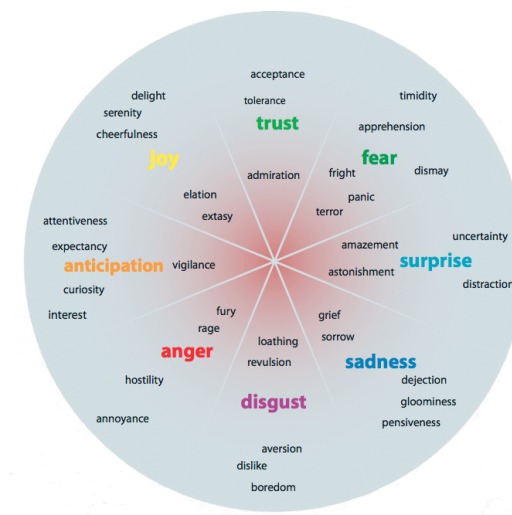 acceptance
tolerance
trust
admiration
timidity
apprehension
fear
fright
dismay
panic
terror
uncertainty
amazement
surprise
astonishment
distraction
grief
sorrow
sadness
dejection
gloominess
pensiveness
loathing
revulsion
disgust
aversion
dislike
boredom
fury
rage
anger
hostility
annoyance
attentiveness
expectancy
anticipation
vigilance
curiosity
interest
delight
serenity
cheerfulness
joy
elation
extasy